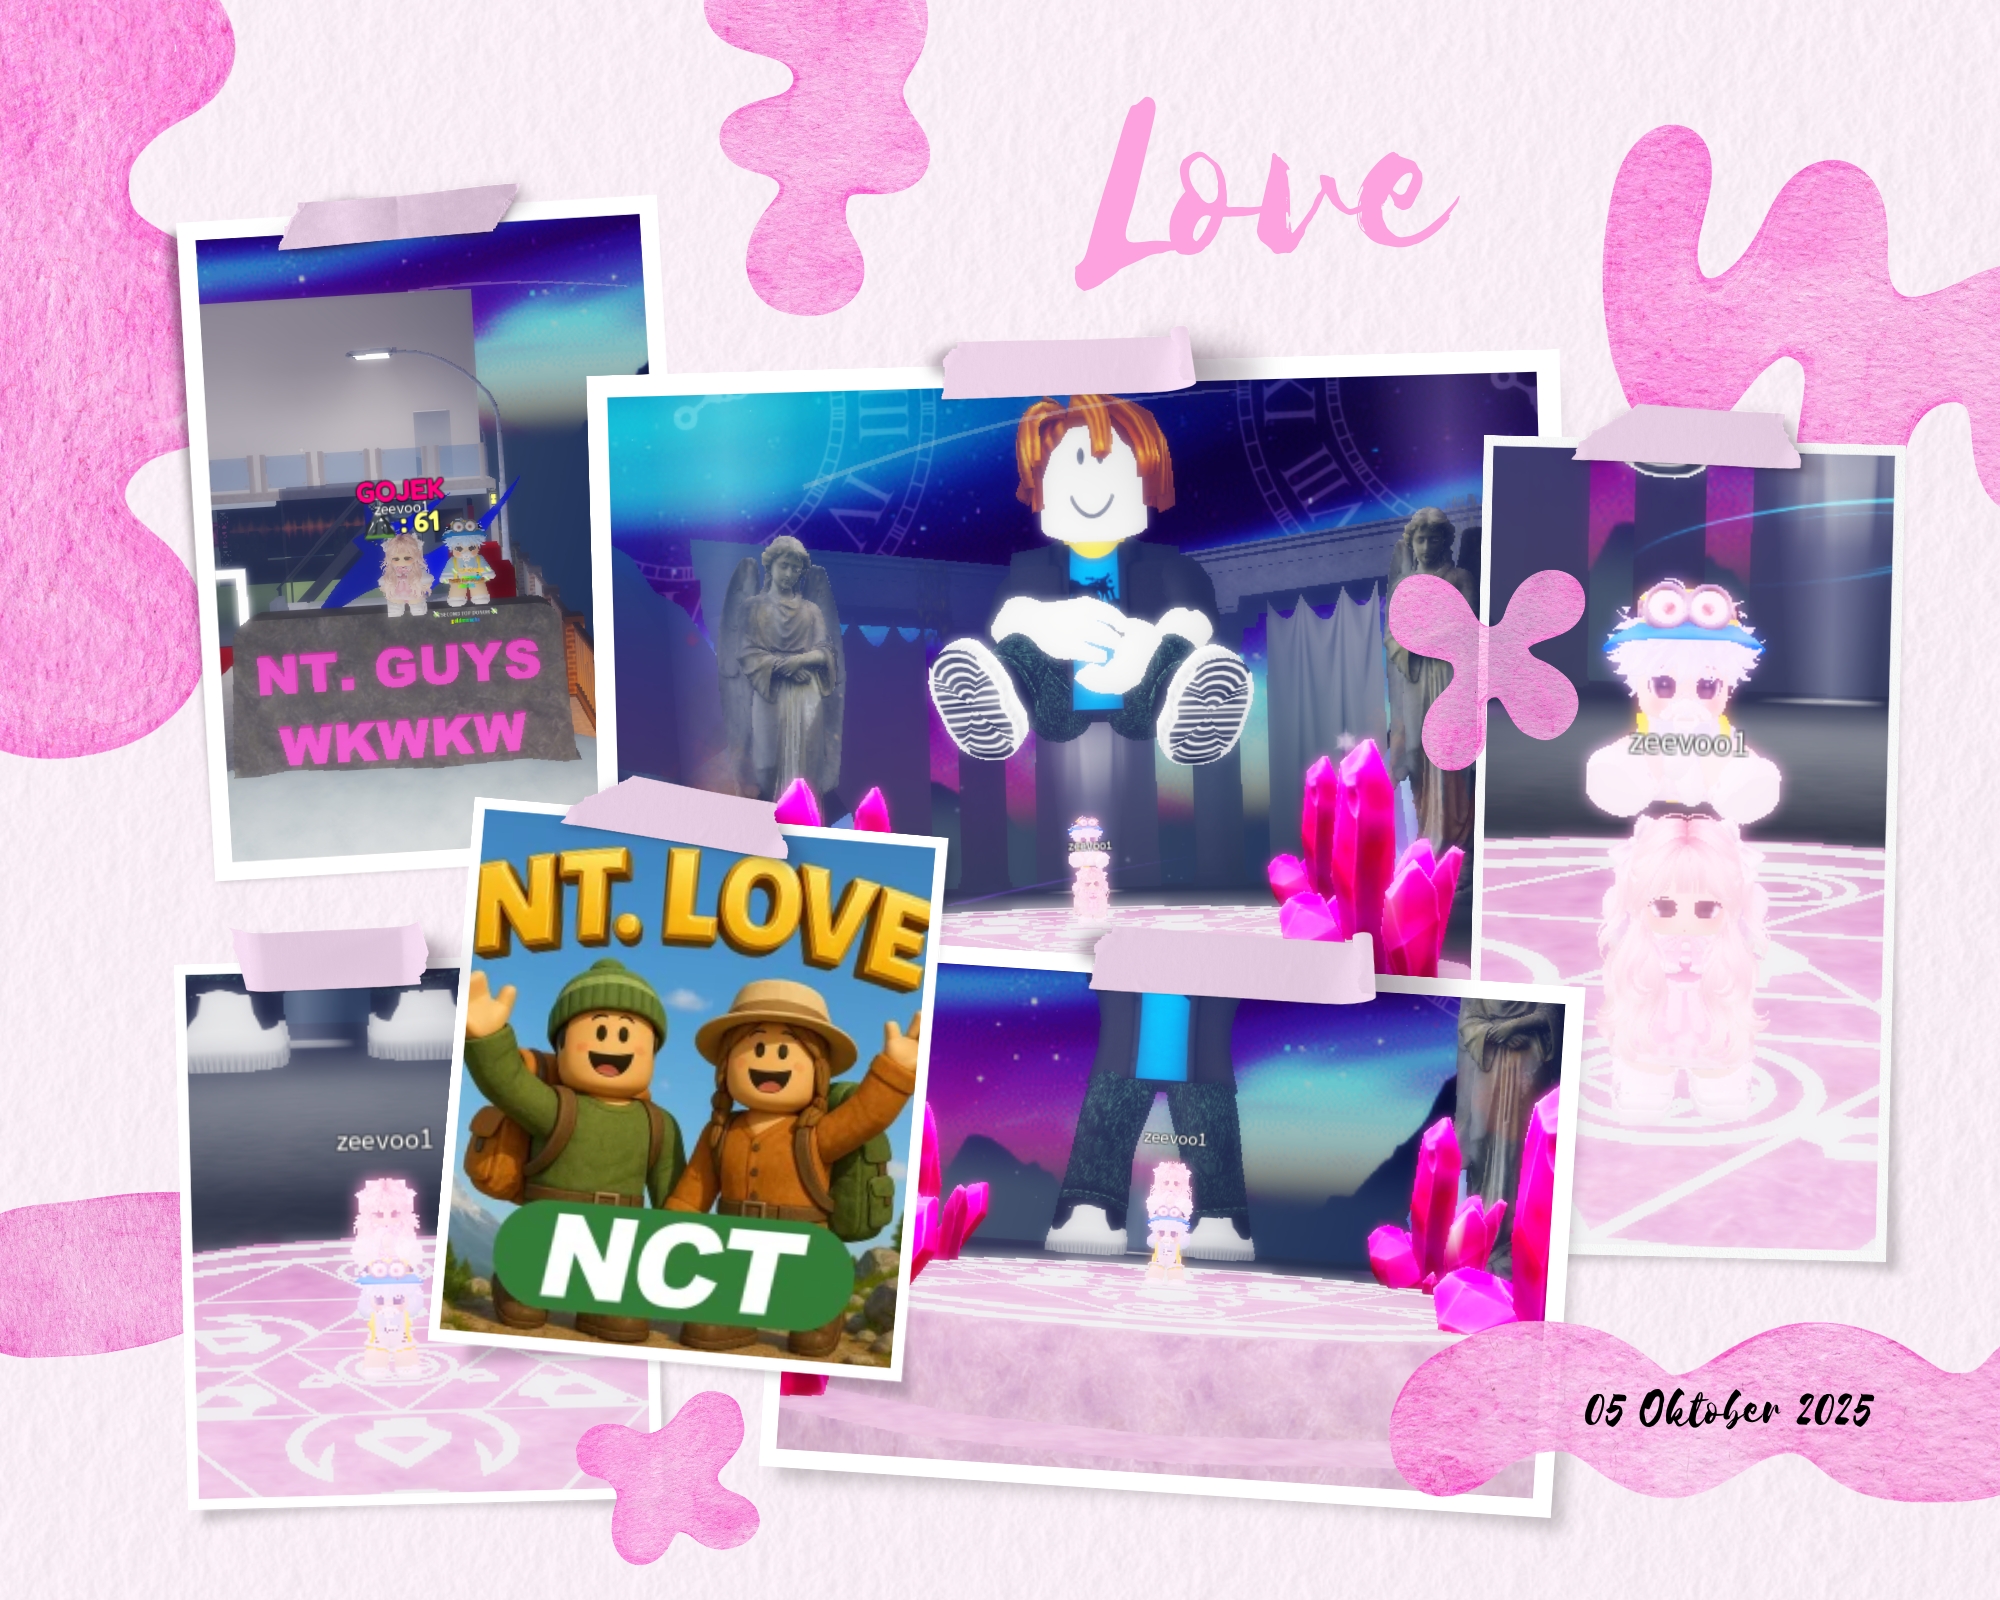 Love
GOJEK
zeevoo1
: 61
NT. GUYS
WKWKW
zeevoo1
zeevoo1
NT. LOVE
NCT
zeevoo1
zeevoo1
05 Oktober 2025